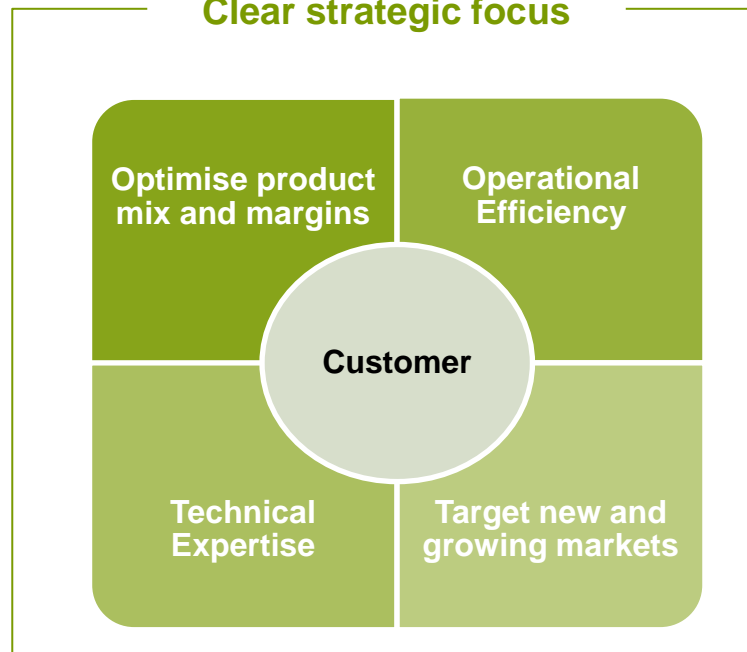 Clear strategic focus
Optimise product
mix and margins
Operational
Efficiency
Customer
Technical
Expertise
Target new and
growing markets